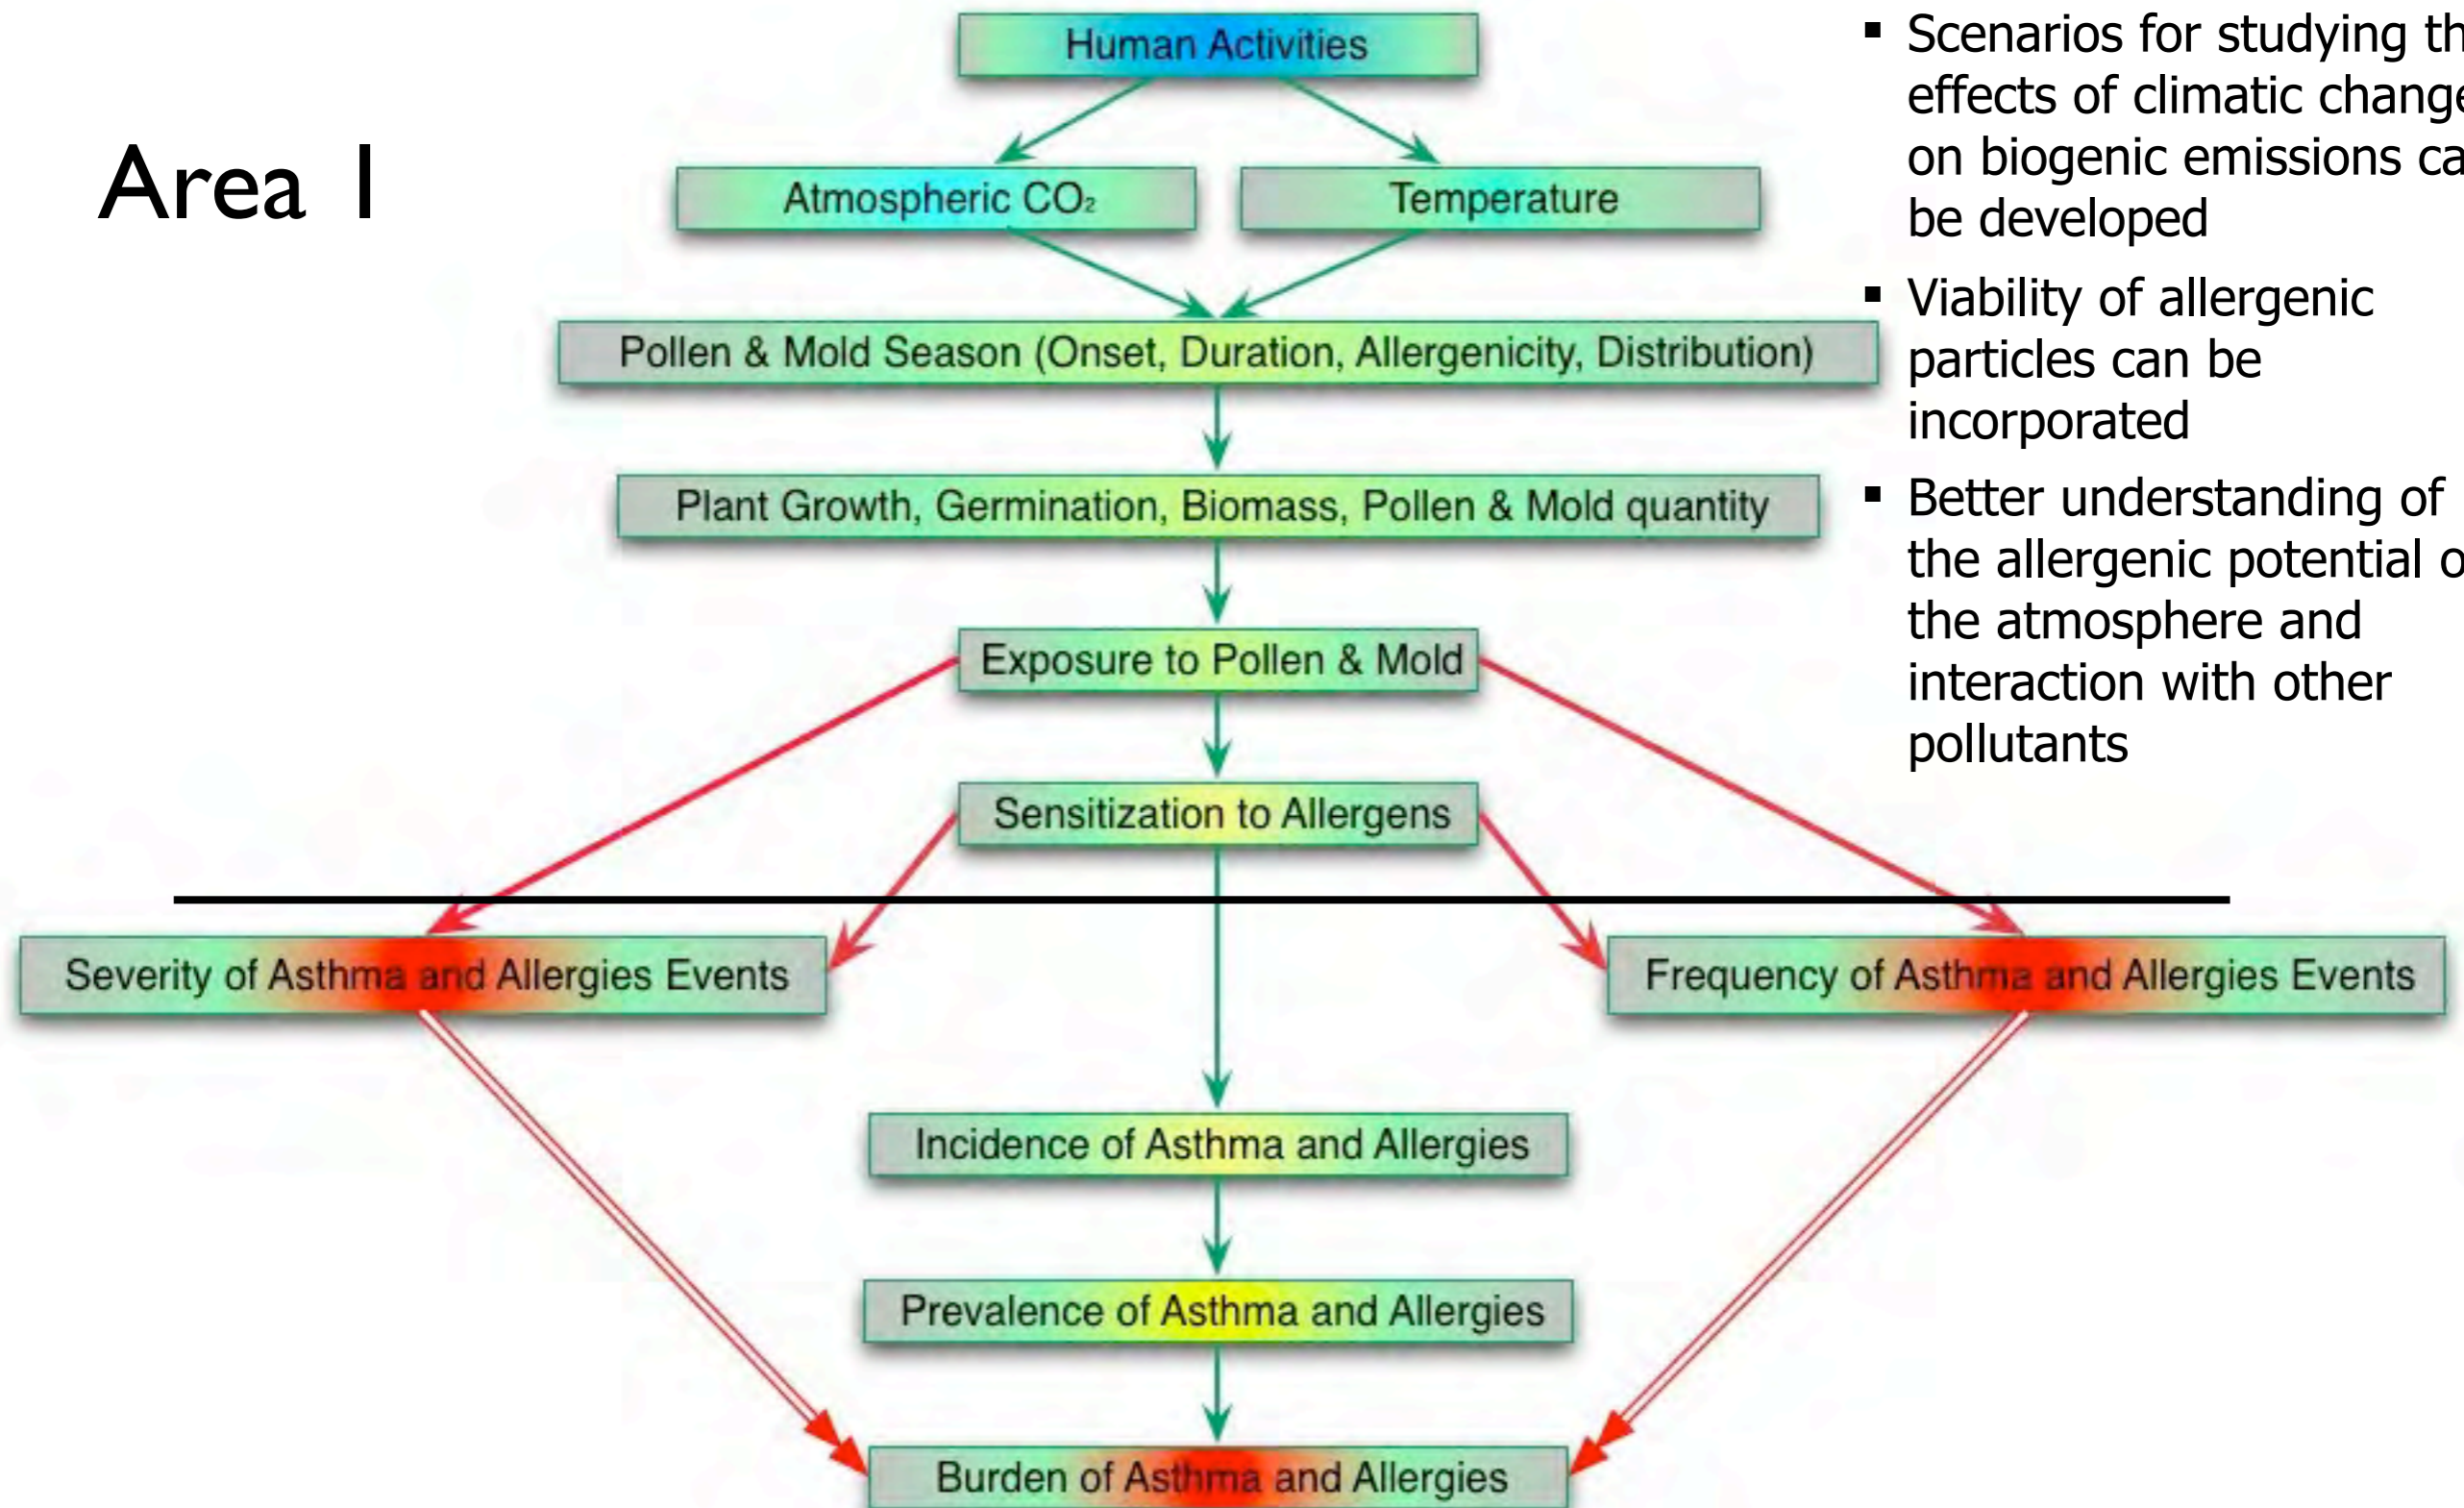 Area 1
Human Activities
Atmospheric CO₂
Temperature
Pollen & Mold Season (Onset, Duration, Allergenicity, Distribution)
Plant Growth, Germination, Biomass, Pollen & Mold quantity
Exposure to Pollen & Mold
Sensitization to Allergens
Severity of Asthma and Allergies Events
Frequency of Asthma and Allergies Events
Incidence of Asthma and Allergies
Prevalence of Asthma and Allergies
Burden of Asthma and Allergies
▪ Scenarios for studying
effects of climatic
on biogenic emissions
be developed
▪ Viability of allergenic
particles can be
incorporated
▪ Better understanding of
the allergenic potential
the atmosphere and
interaction with other
pollutants